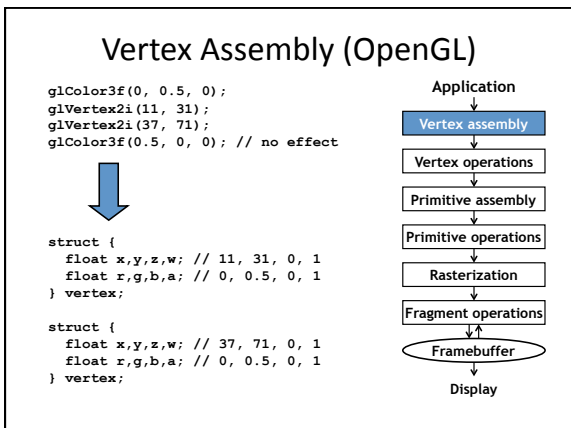 Vertex Assembly (OpenGL)
glColor3f(0, 0.5, 0);
glVertex2i(11, 31);
glVertex2i(37, 71);
glColor3f(0.5, 0, 0); // no effect
struct {
float x,y,z,w; // 11, 31, 0, 1
float r,g,b,a; // 0, 0.5, 0, 1
} vertex;
struct {
float x,y,z,w; // 37, 71, 0, 1
float r,g,b,a; // 0, 0.5, 0, 1
} vertex;
Application
Vertex assembly
Vertex operations
Primitive assembly
Primitive operations
Rasterization
Fragment operations
Framebuffer
Display